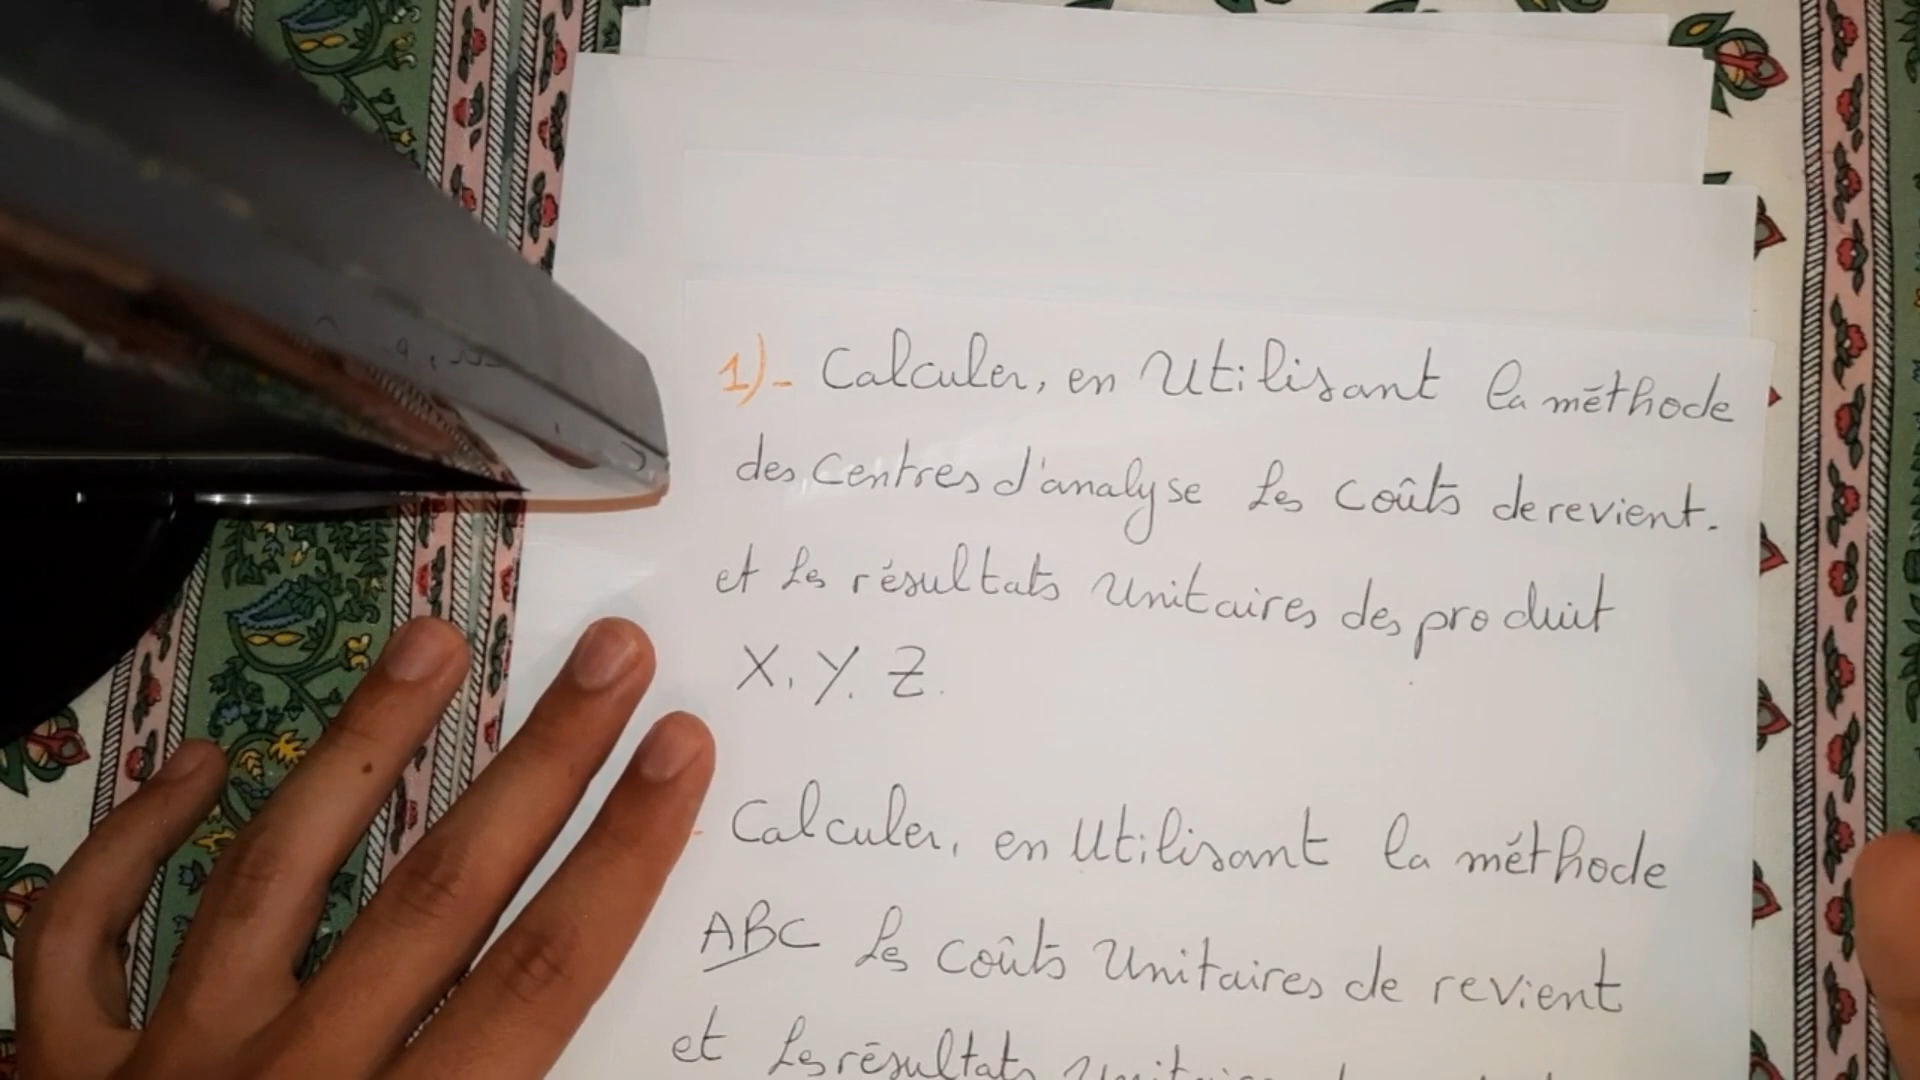 1)- Calculer, en Utilisant la méthode
des Centres d'analyse les coûts de revient.
et les résultats Unitaires des produit
X, Y, Z.
- Calculer, en Utilisant la méthode
ABC les coûts Unitaires de revient
et les résultats